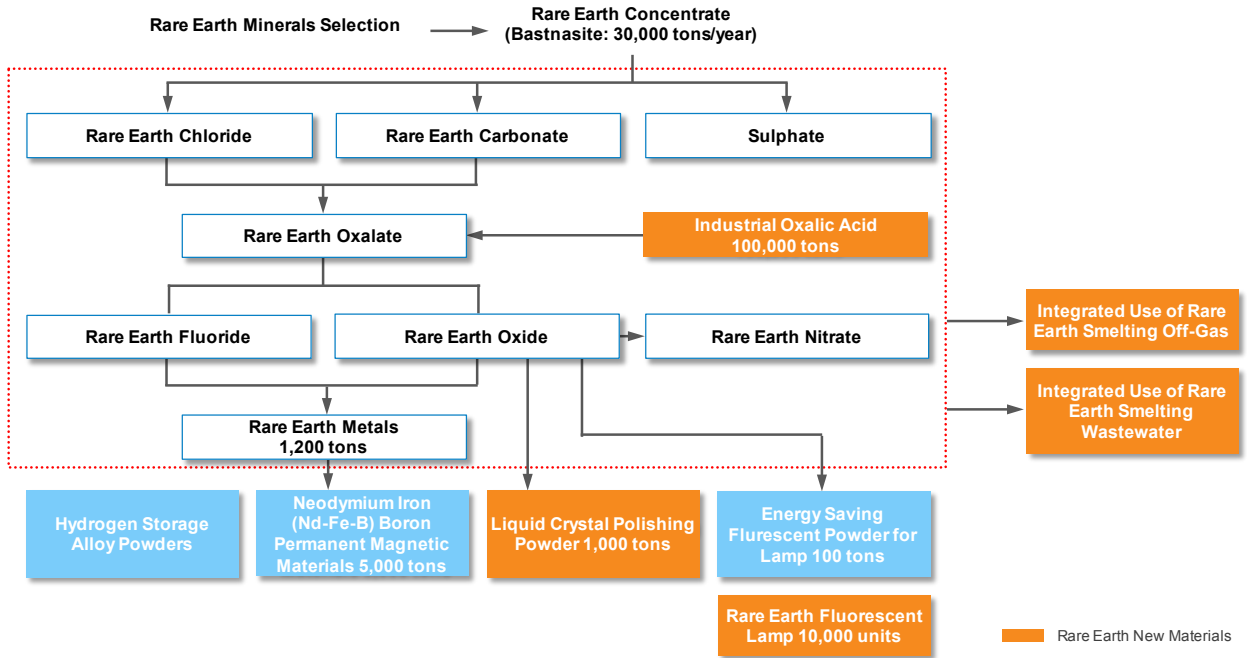 Rare Earth Minerals Selection
Rare Earth Concentrate
(Bastnasite: 30,000 tons/year)
Rare Earth Chloride
Rare Earth Carbonate
Sulphate
Rare Earth Oxalate
Industrial Oxalic Acid
100,000 tons
Rare Earth Fluoride
Rare Earth Oxide
Rare Earth Nitrate
Integrated Use of Rare
Earth Smelting Off-Gas
Integrated Use of Rare
Earth Smelting
Wastewater
Rare Earth Metals
1,200 tons
Hydrogen Storage
Alloy Powders
Neodymium Iron
(Nd-Fe-B) Boron
Permanent Magnetic
Materials 5,000 tons
Liquid Crystal Polishing
Powder 1,000 tons
Energy Saving
Flurescent Powder for
Lamp 100 tons
Rare Earth Fluorescent
Lamp 10,000 units
Rare Earth New Materials